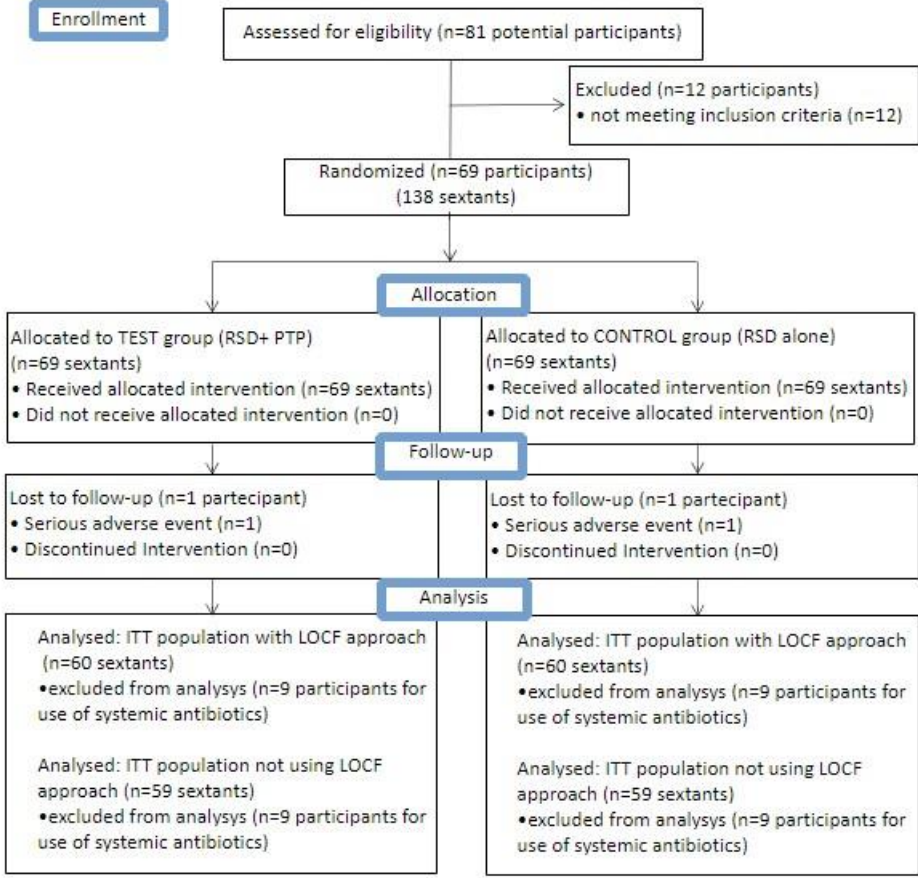 Enrollment
Assessed for eligibility (n=81 potential participants)
Excluded (n=12 participants)
• not meeting inclusion criteria (n=12)
Randomized (n=69 participants)
(138 sextants)
Allocation
Allocated to TEST group (RSD+ PTP)
(n=69 sextants)
• Received allocated intervention (n=69 sextants)
• Did not receive allocated intervention (n=0)
Allocated to CONTROL group (RSD alone)
(n=69 sextants)
• Received allocated intervention (n=69 sextants)
• Did not receive allocated intervention (n=0)
Follow-up
Lost to follow-up (n=1 partecipant)
• Serious adverse event (n=1)
• Discontinued Intervention (n=0)
Lost to follow-up (n=1 partecipant)
• Serious adverse event (n=1)
• Discontinued Intervention (n=0)
Analysis
Analysed: ITT population with LOCF approach
(n=60 sextants)
•excluded from analysys (n=9 participants for
use of systemic antibiotics)
Analysed: ITT population not using LOCF
approach (n=59 sextants)
•excluded from analysys (n=9 participants for
use of systemic antibiotics)
Analysed: ITT population with LOCF approach
(n=60 sextants)
•excluded from analysys (n=9 participants for
use of systemic antibiotics)
Analysed: ITT population not using LOCF
approach (n=59 sextants)
•excluded from analysys (n=9 participants for
use of systemic antibiotics)